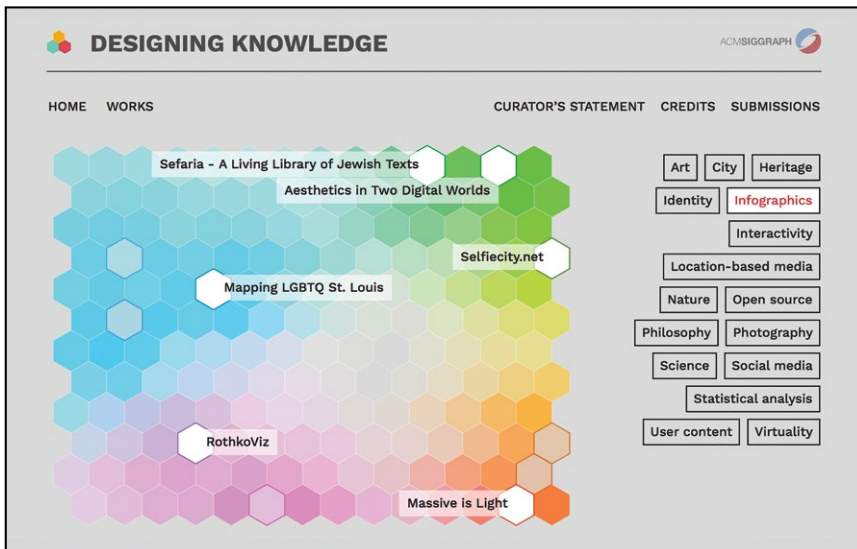 DESIGNING KNOWLEDGE
ACMSIGGRAPH
HOME WORKS
CURATOR'S STATEMENT CREDITS SUBMISSIONS
Sefaria - A Living Library of Jewish Texts
Aesthetics in Two Digital Worlds
Selfiecity.net
Mapping LGBTQ St. Louis
RothkoViz
Massive is Light
Art City Heritage
Identity Infographics
Interactivity
Location-based media
Nature Open source
Philosophy Photography
Science Social media
Statistical analysis
User content Virtuality